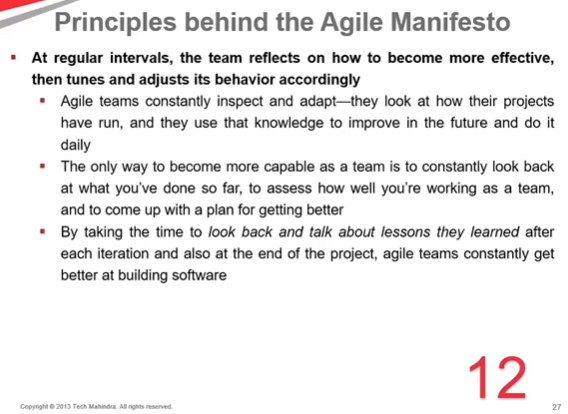 Principles behind the Agile Manifesto
▪ At regular intervals, the team reflects on how to become more effective,
then tunes and adjusts its behavior accordingly
▪ Agile teams constantly inspect and adapt—they look at how their projects
have run, and they use that knowledge to improve in the future and do it
daily
▪ The only way to become more capable as a team is to constantly look back
at what you've done so far, to assess how well you're working as a team,
and to come up with a plan for getting better
▪ By taking the time to look back and talk about lessons they learned after
each iteration and also at the end of the project, agile teams constantly get
better at building software
12
Copyright © 2013 Tech Mahindra. All rights reserved.
27